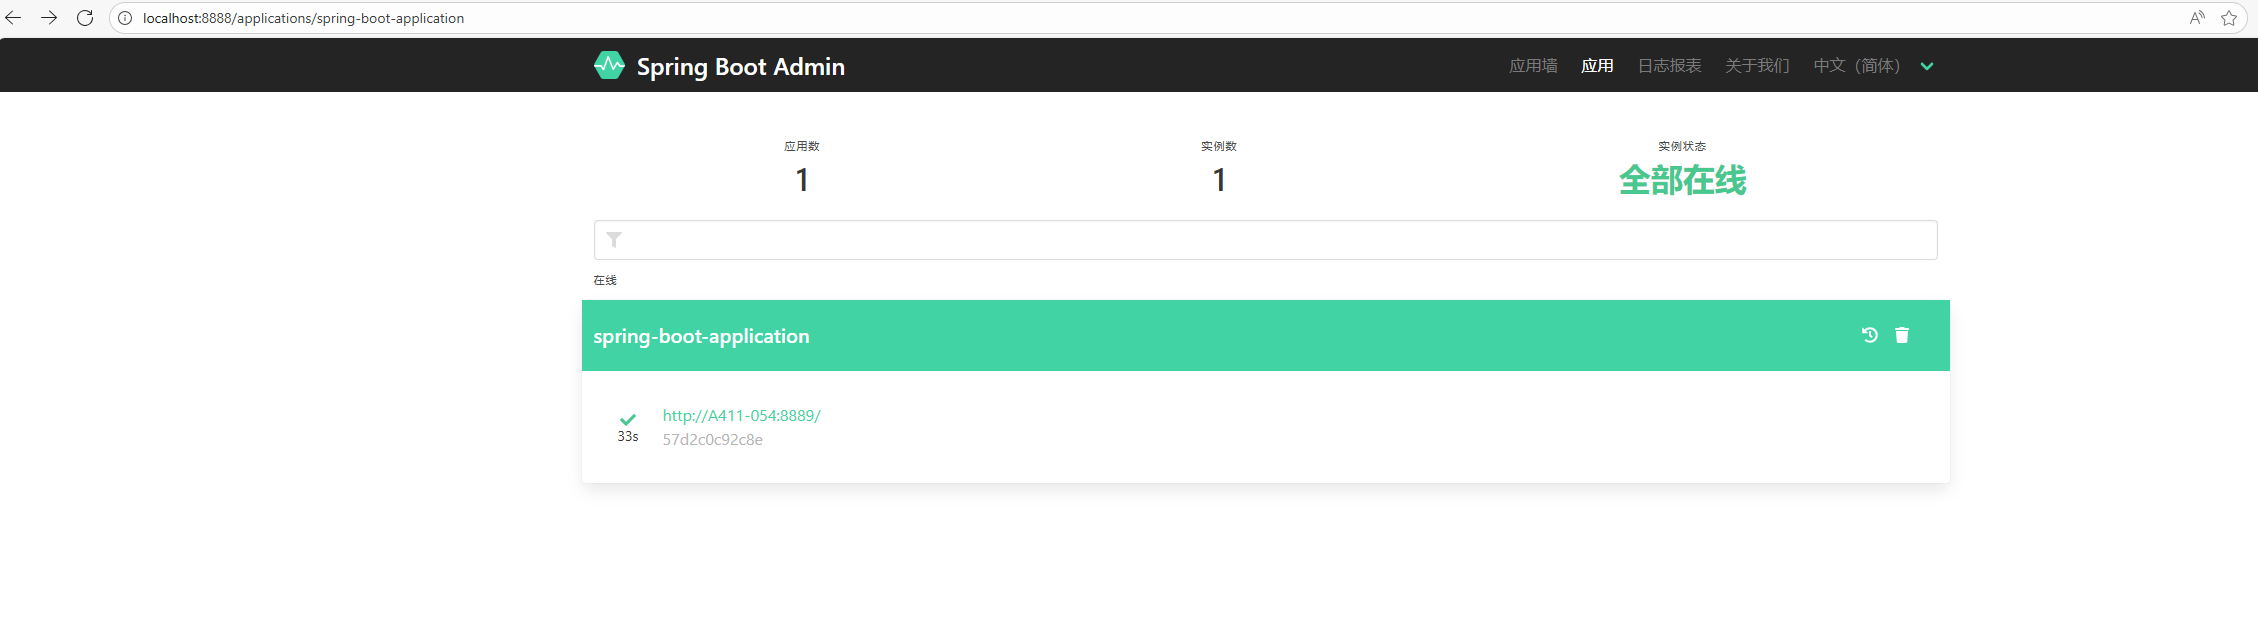 localhost:8888/applications/spring-boot-application
Spring Boot Admin
应用墙 应用 日志报表 关于我们 中文（简体）
应用数 实例数 实例状态
1 1 全部在线
在线
spring-boot-application
http://A411-054:8889/
33s
57d2c0c92c8e